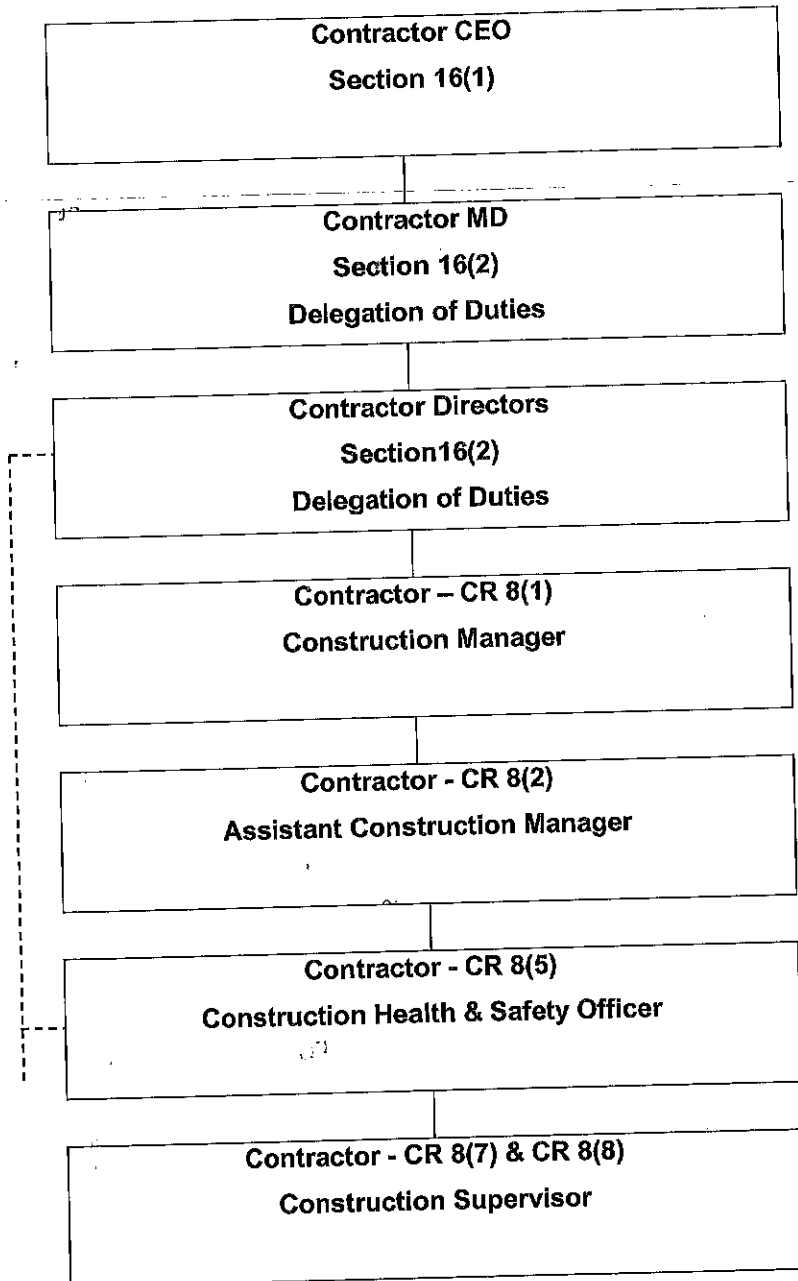 Contractor CEO
Section 16(1)
Contractor MD
Section 16(2)
Delegation of Duties
Contractor Directors
Section16(2)
Delegation of Duties
Contractor – CR 8(1)
Construction Manager
Contractor - CR 8(2)
Assistant Construction Manager
Contractor - CR 8(5)
Construction Health & Safety Officer
Contractor - CR 8(7) & CR 8(8)
Construction Supervisor